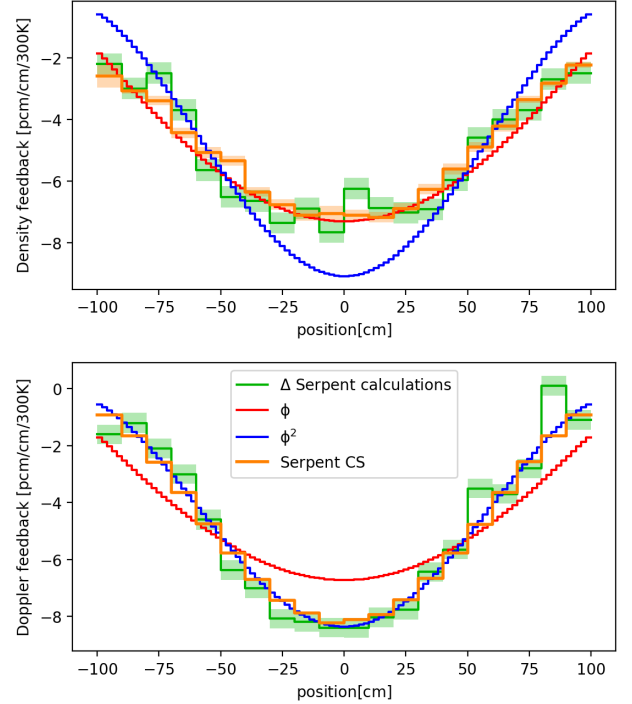 Density feedback [pcm/cm/300K]
−2
−4
−6
−8
−100 −75 −50 −25 0 25 50 75 100
position[cm]
Doppler feedback [pcm/cm/300K]
0
−2
−4
−6
−8
Δ Serpent calculations
ϕ
ϕ²
Serpent CS
−100 −75 −50 −25 0 25 50 75 100
position[cm]